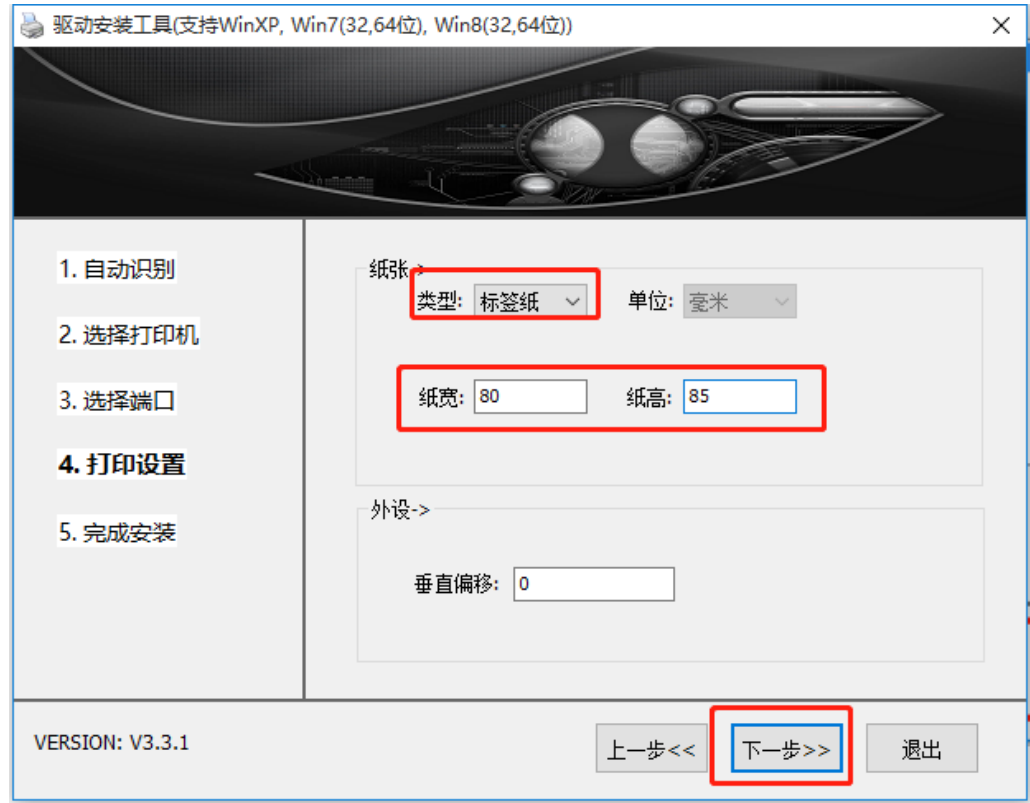 驱动安装工具(支持WinXP, Win7(32,64位), Win8(32,64位))
1. 自动识别
2. 选择打印机
3. 选择端口
4. 打印设置
5. 完成安装
纸张->
类型: 标签纸 单位: 毫米
纸宽: 80 纸高: 85
外设->
垂直偏移: 0
VERSION: V3.3.1
上一步<< 下一步>> 退出